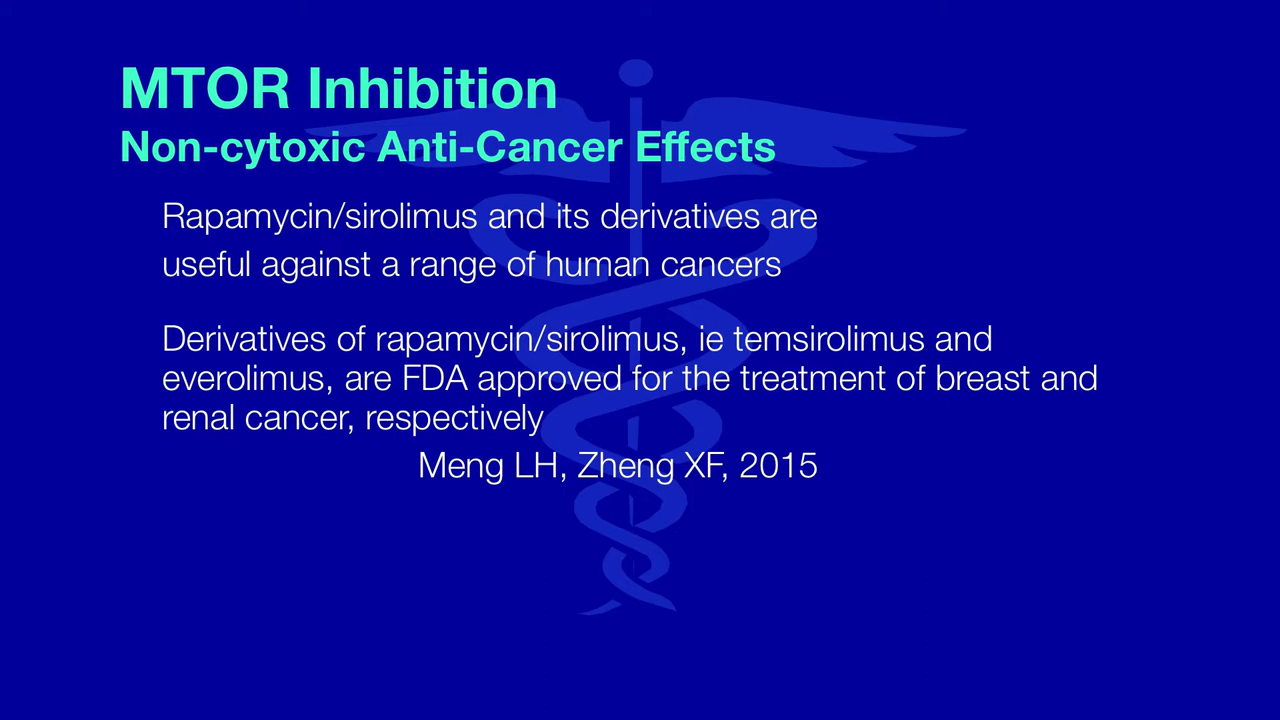 MTOR Inhibition
Non-cytoxic Anti-Cancer Effects
Rapamycin/sirolimus and its derivatives are
useful against a range of human cancers
Derivatives of rapamycin/sirolimus, ie temsirolimus and
everolimus, are FDA approved for the treatment of breast and
renal cancer, respectively
Meng LH, Zheng XF, 2015